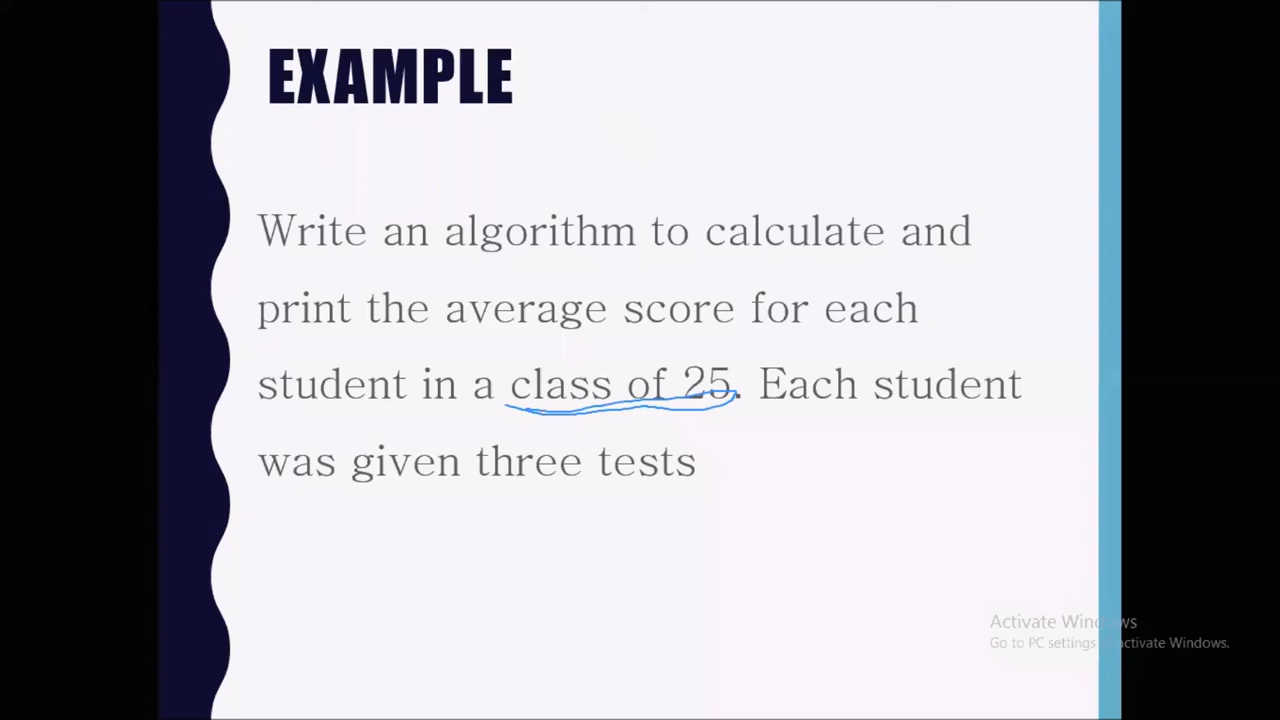 EXAMPLE
Write an algorithm to calculate and
print the average score for each
student in a class of 25. Each student
was given three tests
Activate Windows
Go to PC settings to activate Windows.